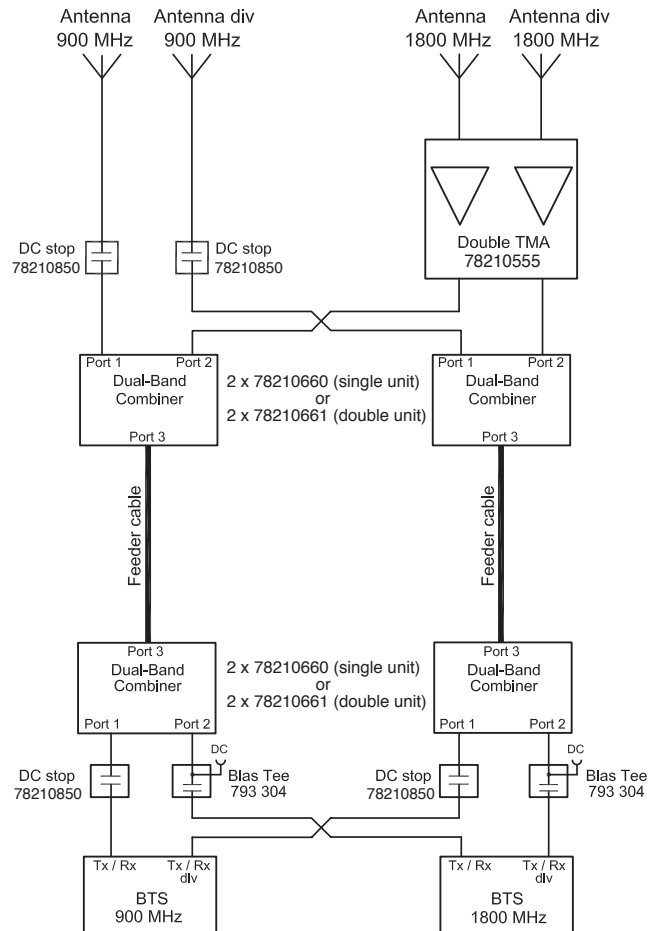 Antenna
900 MHz
Antenna div
900 MHz
Antenna
1800 MHz
Antenna div
1800 MHz
DC stop
78210850
DC stop
78210850
Double TMA
78210555
Port 1
Port 2
Dual-Band
Combiner
Port 3
2 x 78210660 (single unit)
or
2 x 78210661 (double unit)
Port 1
Port 2
Dual-Band
Combiner
Port 3
Feeder cable
Feeder cable
Port 3
Dual-Band
Combiner
Port 1
Port 2
2 x 78210660 (single unit)
or
2 x 78210661 (double unit)
Port 3
Dual-Band
Combiner
Port 1
Port 2
DC stop
78210850
DC
Bias Tee
793 304
DC stop
78210850
DC
Bias Tee
793 304
Tx / Rx
Tx / Rx
div
BTS
900 MHz
Tx / Rx
Tx / Rx
div
BTS
1800 MHz